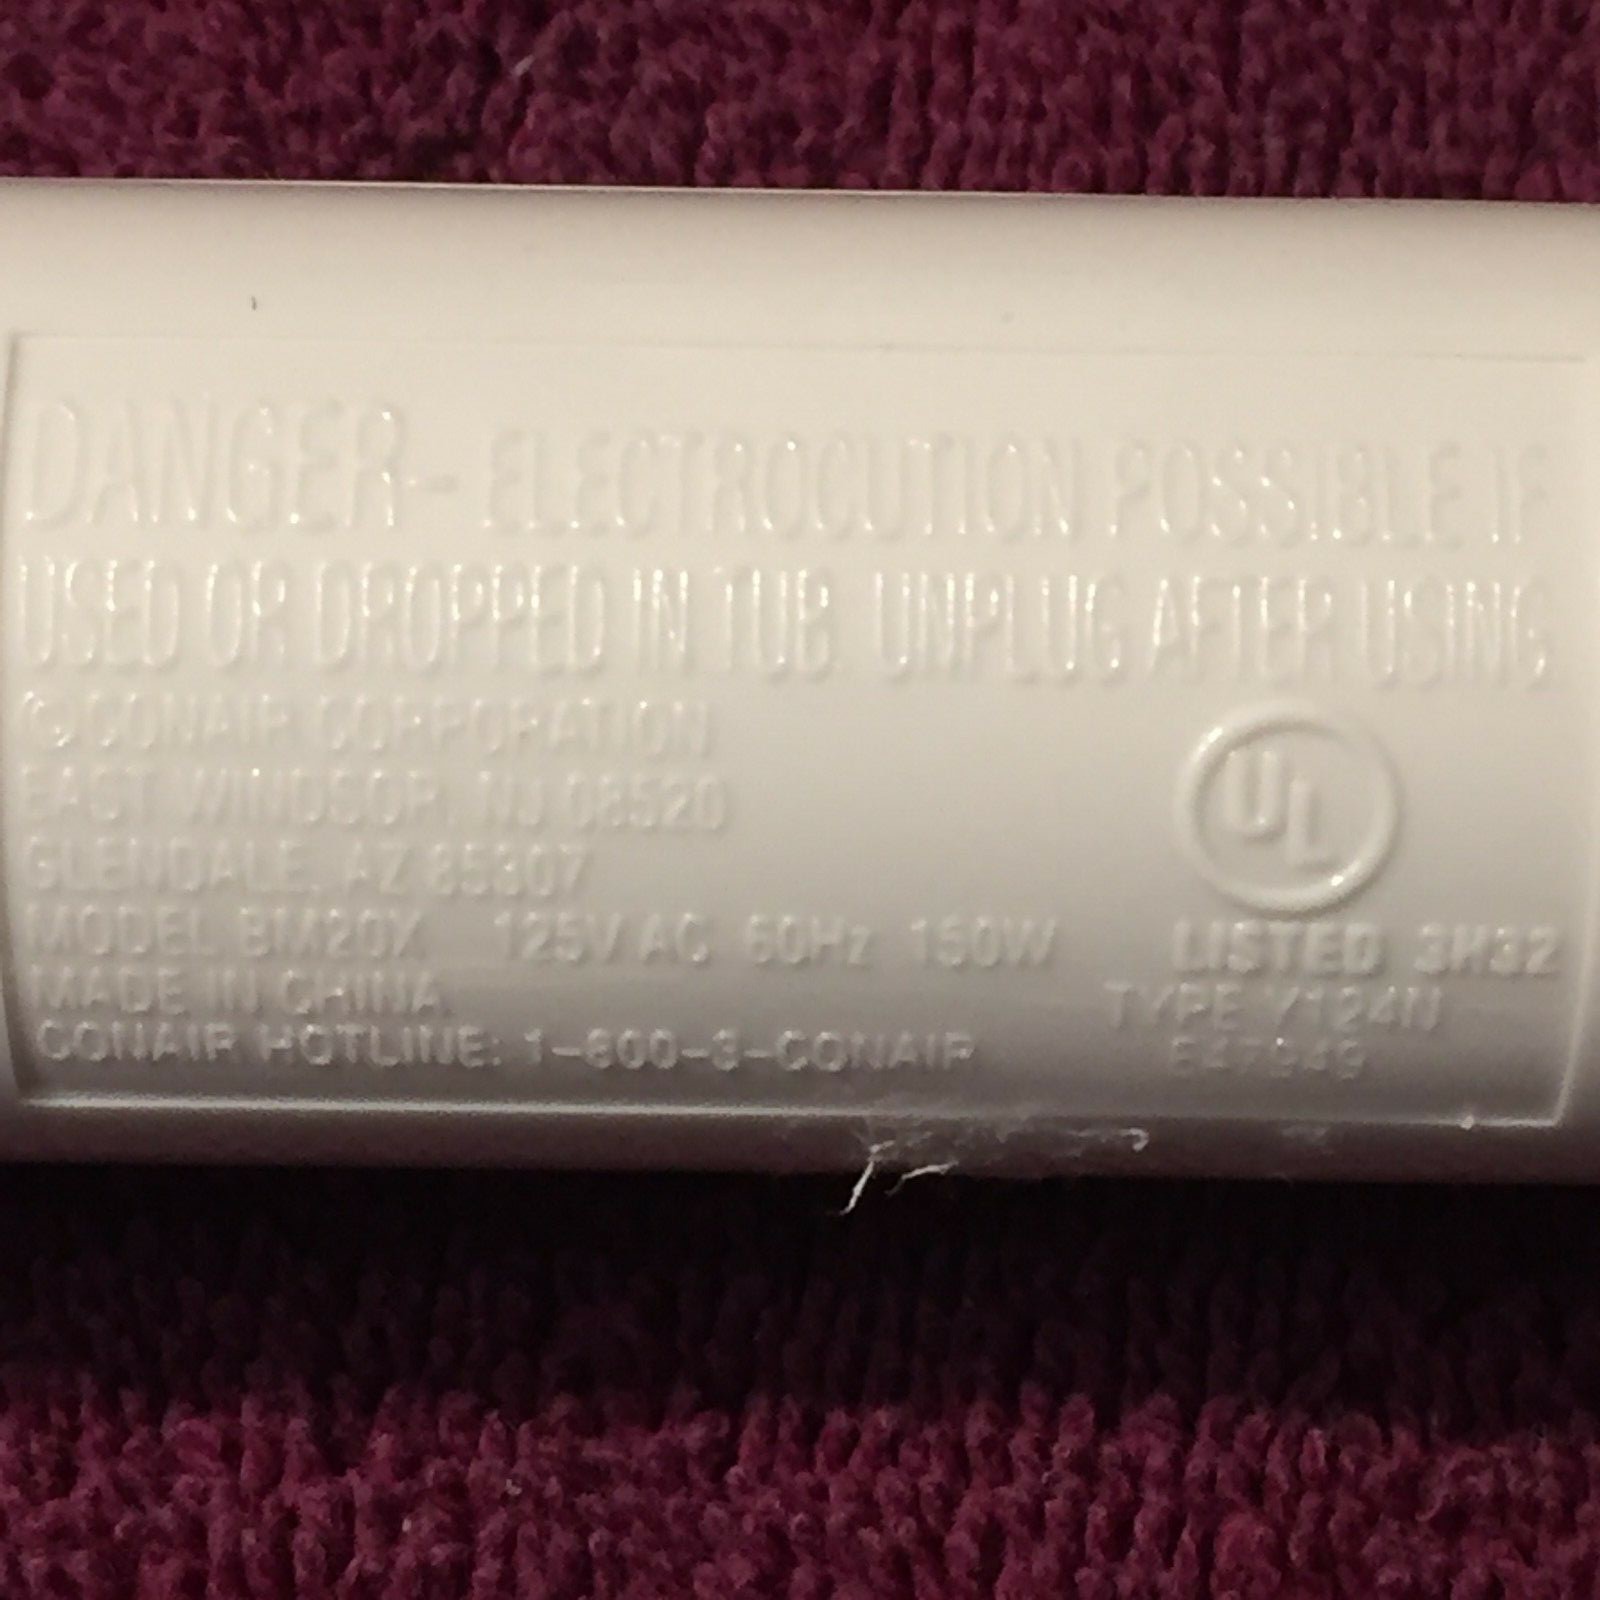 DANGER - ELECTROCUTION POSSIBLE IF
USED OR DROPPED IN TUB. UNPLUG AFTER USING.
©CONAIR CORPORATION
EAST WINDSOR, NJ 08520
GLENDALE, AZ 85307
MODEL BM20X 125V AC 60Hz 150W
MADE IN CHINA
CONAIR HOTLINE: 1-800-3-CONAIR
UL
LISTED 3H32
TYPE Y124N
E47949